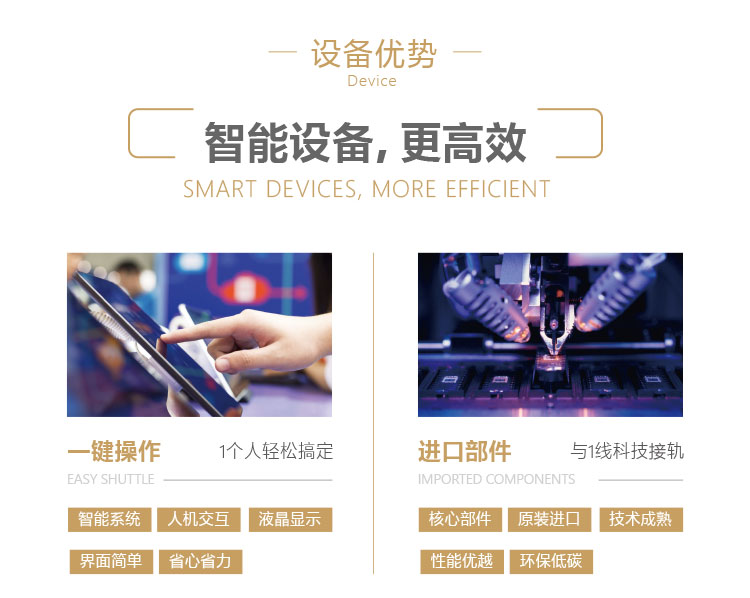 设备优势
Device
智能设备，更高效
SMART DEVICES, MORE EFFICIENT
一键操作 1个人轻松搞定
EASY SHUTTLE
智能系统 人机交互 液晶显示
界面简单 省心省力
进口部件 与1线科技接轨
IMPORTED COMPONENTS
核心部件 原装进口 技术成熟
性能优越 环保低碳